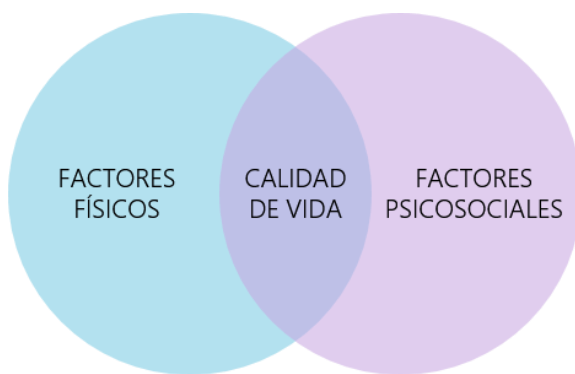 FACTORES
FÍSICOS
CALIDAD
DE VIDA
FACTORES
PSICOSOCIALES